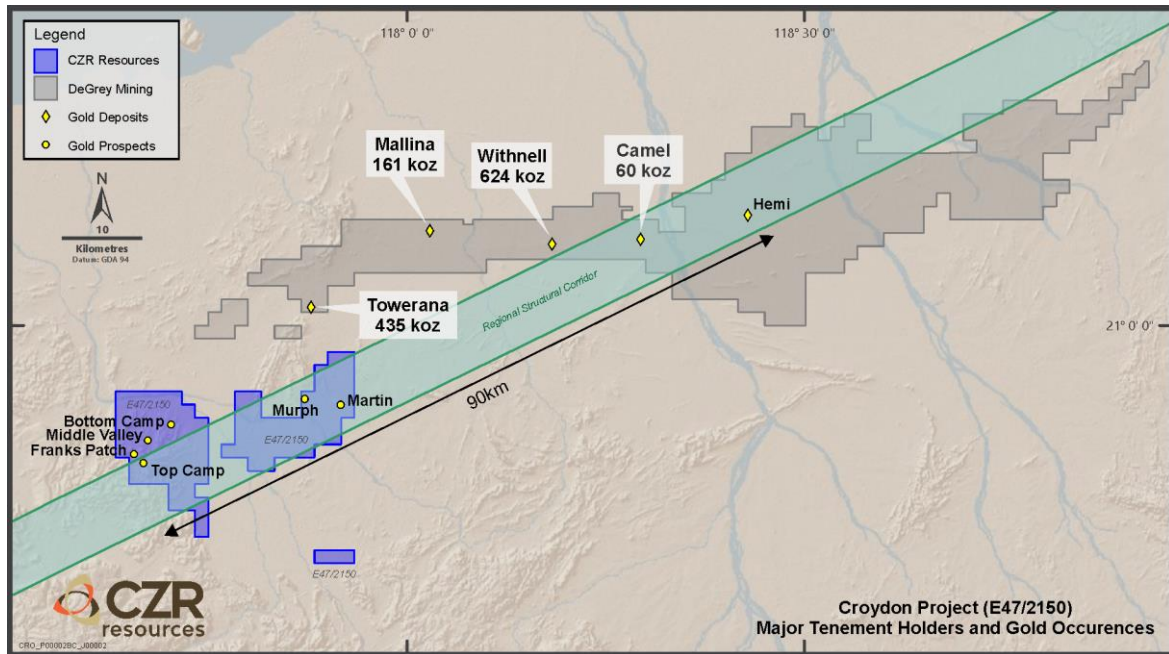 Legend
CZR Resources
DeGrey Mining
Gold Deposits
Gold Prospects
N
10
Kilometres
Datum: GDA 94
118° 0' 0"
118° 30' 0"
21° 0' 0"
Mallina
161 koz
Withnell
624 koz
Camel
60 koz
Hemi
Towerana
435 koz
Regional Structural Corridor
90km
E47/2150
Bottom Camp
Middle Valley
Franks Patch
Top Camp
Murph
Martin
E47/2150
E47/2150
CZR
resources
Croydon Project (E47/2150)
Major Tenement Holders and Gold Occurences
CRO_F00002BC_J00002